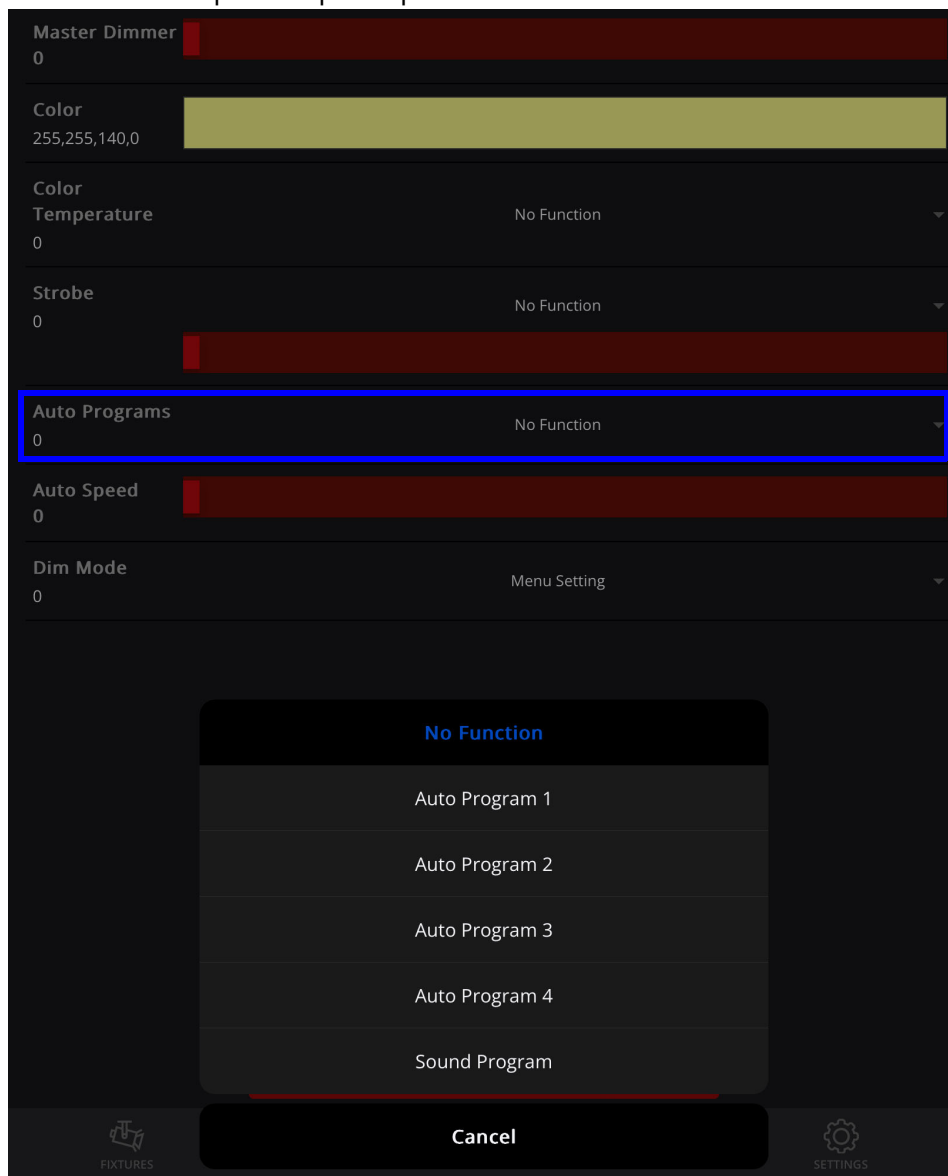 Master Dimmer
0
Color
255,255,140,0
Color
Temperature
0
No Function
Strobe
0
No Function
Auto Programs
0
No Function
Auto Speed
0
Dim Mode
0
Menu Setting
No Function
Auto Program 1
Auto Program 2
Auto Program 3
Auto Program 4
Sound Program
Cancel
FIXTURES
SETTINGS